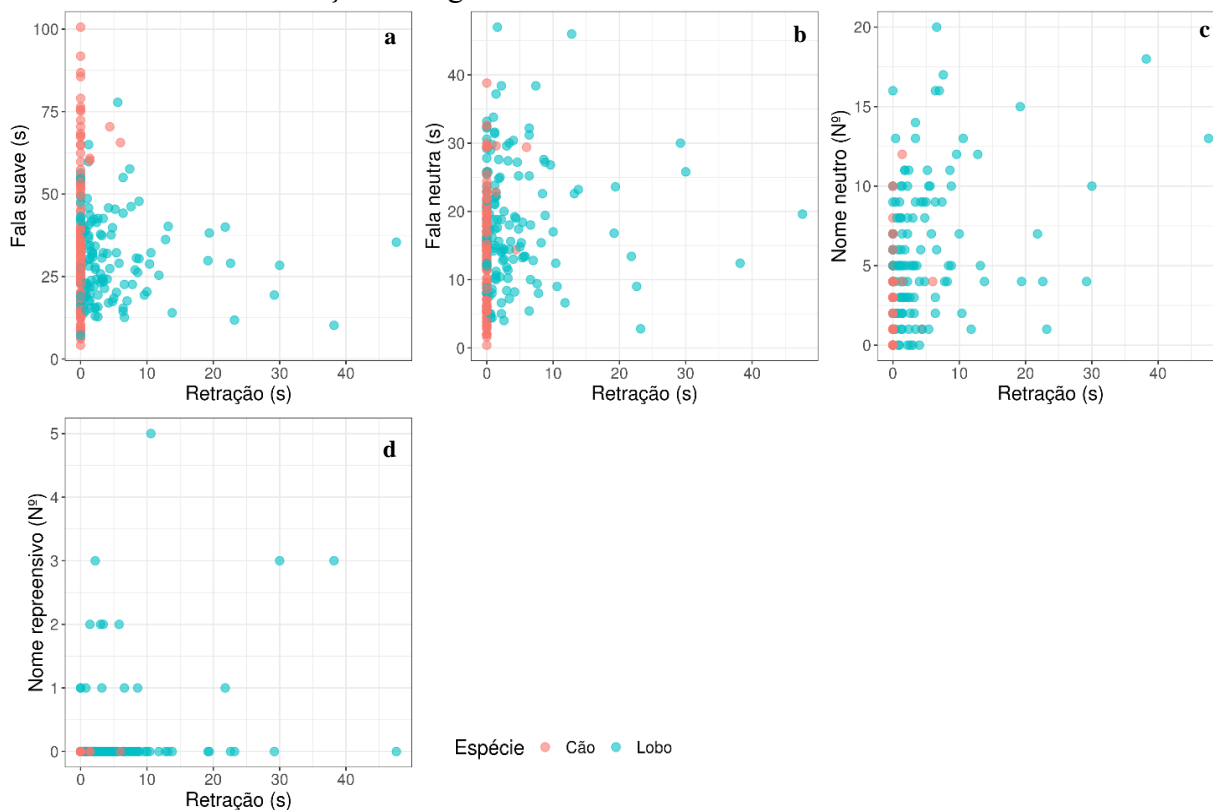 a
100
75
50
25
0
Fala suave (s)
0 10 20 30 40
Retração (s)
b
40
30
20
10
0
Fala neutra (s)
0 10 20 30 40
Retração (s)
c
20
15
10
5
0
Nome neutro (Nº)
0 10 20 30 40
Retração (s)
d
5
4
3
2
1
0
Nome repreensivo (Nº)
0 10 20 30 40
Retração (s)
Espécie Cão Lobo